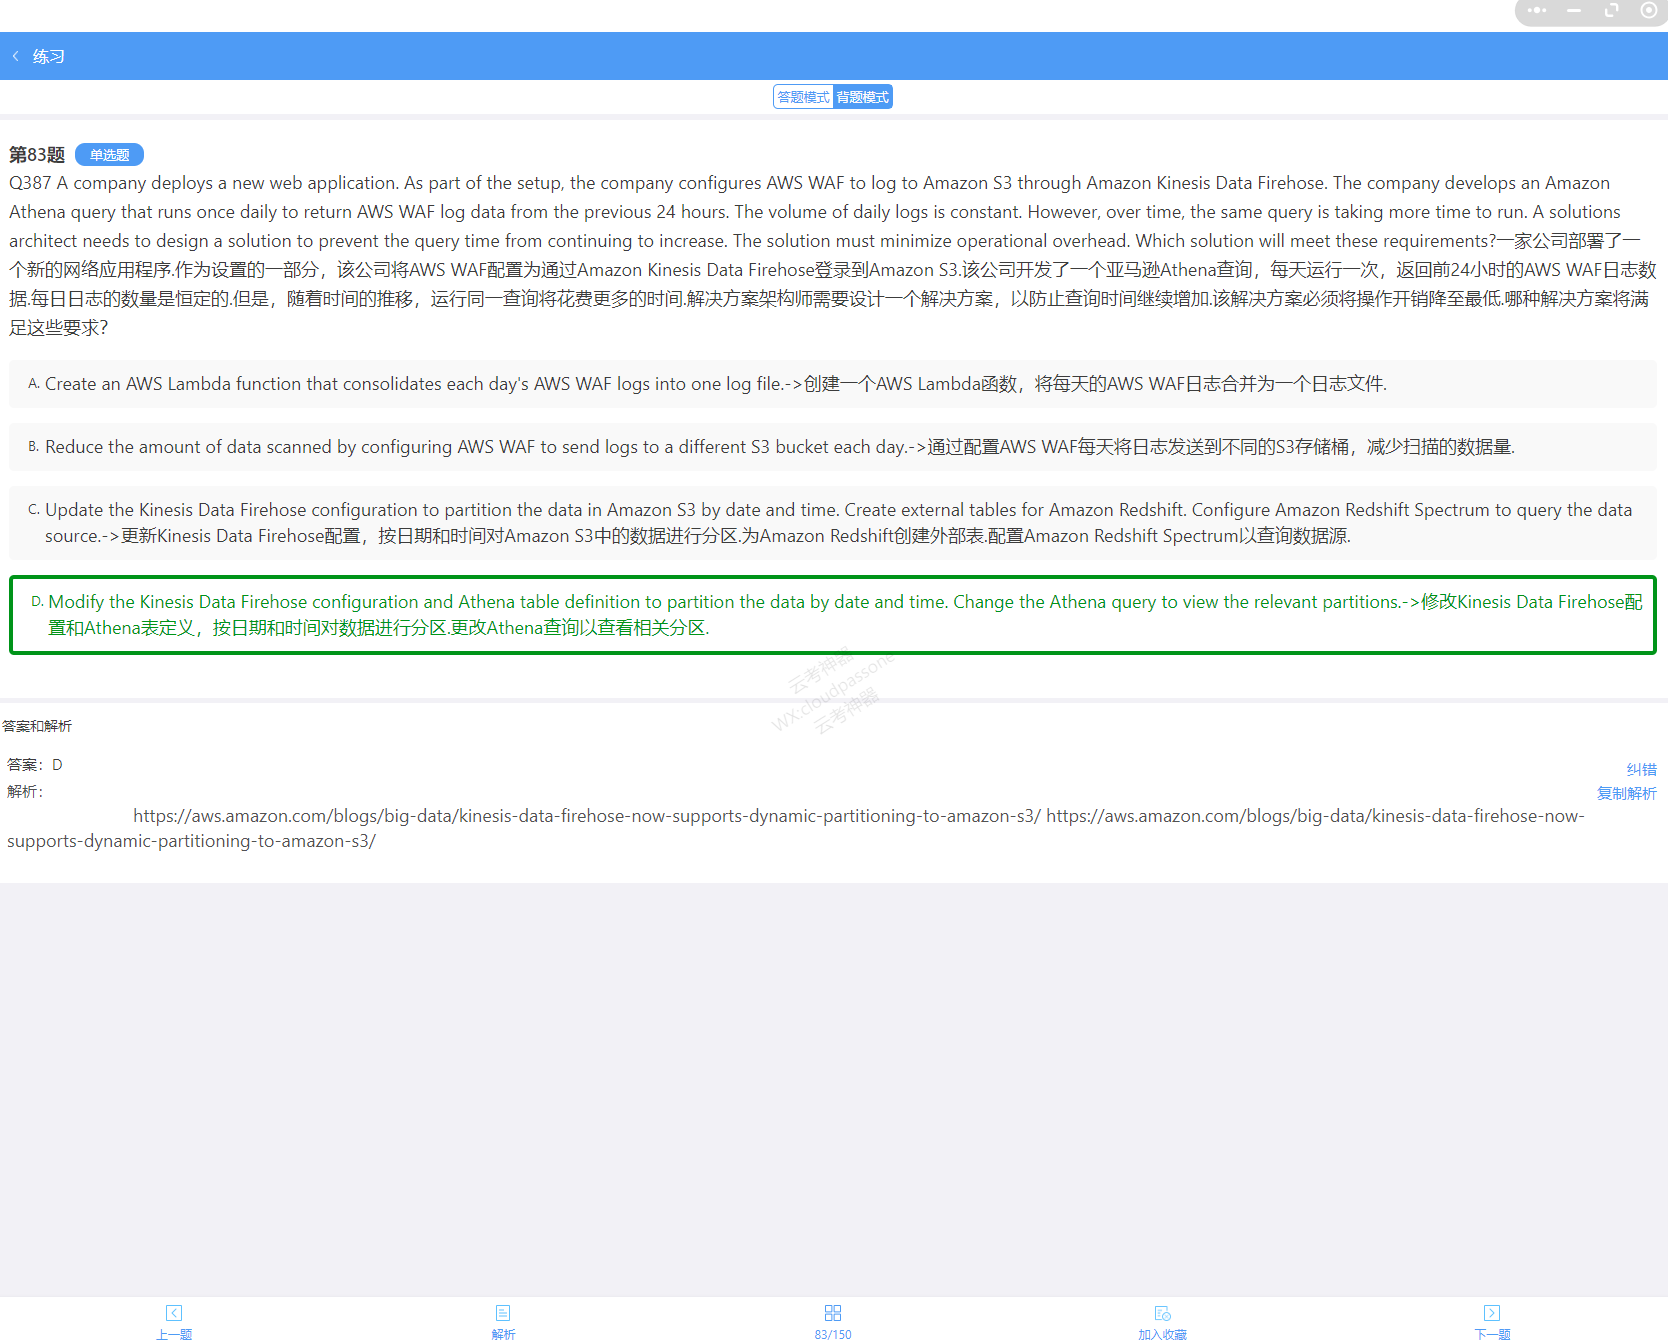 练习
答题模式 背题模式
第83题 单选题
Q387 A company deploys a new web application. As part of the setup, the company configures AWS WAF to log to Amazon S3 through Amazon Kinesis Data Firehose. The company develops an Amazon
Athena query that runs once daily to return AWS WAF log data from the previous 24 hours. The volume of daily logs is constant. However, over time, the same query is taking more time to run. A solutions
architect needs to design a solution to prevent the query time from continuing to increase. The solution must minimize operational overhead. Which solution will meet these requirements?一家公司部署了一
个新的网络应用程序.作为设置的一部分，该公司将AWS WAF配置为通过Amazon Kinesis Data Firehose登录到Amazon S3.该公司开发了一个亚马逊Athena查询，每天运行一次，返回前24小时的AWS WAF日志数
据.每日日志的数量是恒定的.但是，随着时间的推移，运行同一查询将花费更多的时间.解决方案架构师需要设计一个解决方案，以防止查询时间继续增加.该解决方案必须将操作开销降至最低.哪种解决方案将满
足这些要求？
A. Create an AWS Lambda function that consolidates each day's AWS WAF logs into one log file.->创建一个AWS Lambda函数，将每天的AWS WAF日志合并为一个日志文件.
B. Reduce the amount of data scanned by configuring AWS WAF to send logs to a different S3 bucket each day.->通过配置AWS WAF每天将日志发送到不同的S3存储桶，减少扫描的数据量.
C. Update the Kinesis Data Firehose configuration to partition the data in Amazon S3 by date and time. Create external tables for Amazon Redshift. Configure Amazon Redshift Spectrum to query the data
source.->更新Kinesis Data Firehose配置，按日期和时间对Amazon S3中的数据进行分区.为Amazon Redshift创建外部表.配置Amazon Redshift Spectrum以查询数据源.
D. Modify the Kinesis Data Firehose configuration and Athena table definition to partition the data by date and time. Change the Athena query to view the relevant partitions.->修改Kinesis Data Firehose配
置和Athena表定义，按日期和时间对数据进行分区.更改Athena查询以查看相关分区.
云考神器
WX:cloudpassone
云考神器
答案和解析
答案：D
纠错
解析：
复制解析
https://aws.amazon.com/blogs/big-data/kinesis-data-firehose-now-supports-dynamic-partitioning-to-amazon-s3/ https://aws.amazon.com/blogs/big-data/kinesis-data-firehose-now-
supports-dynamic-partitioning-to-amazon-s3/
上一题 解析 83/150 加入收藏 下一题